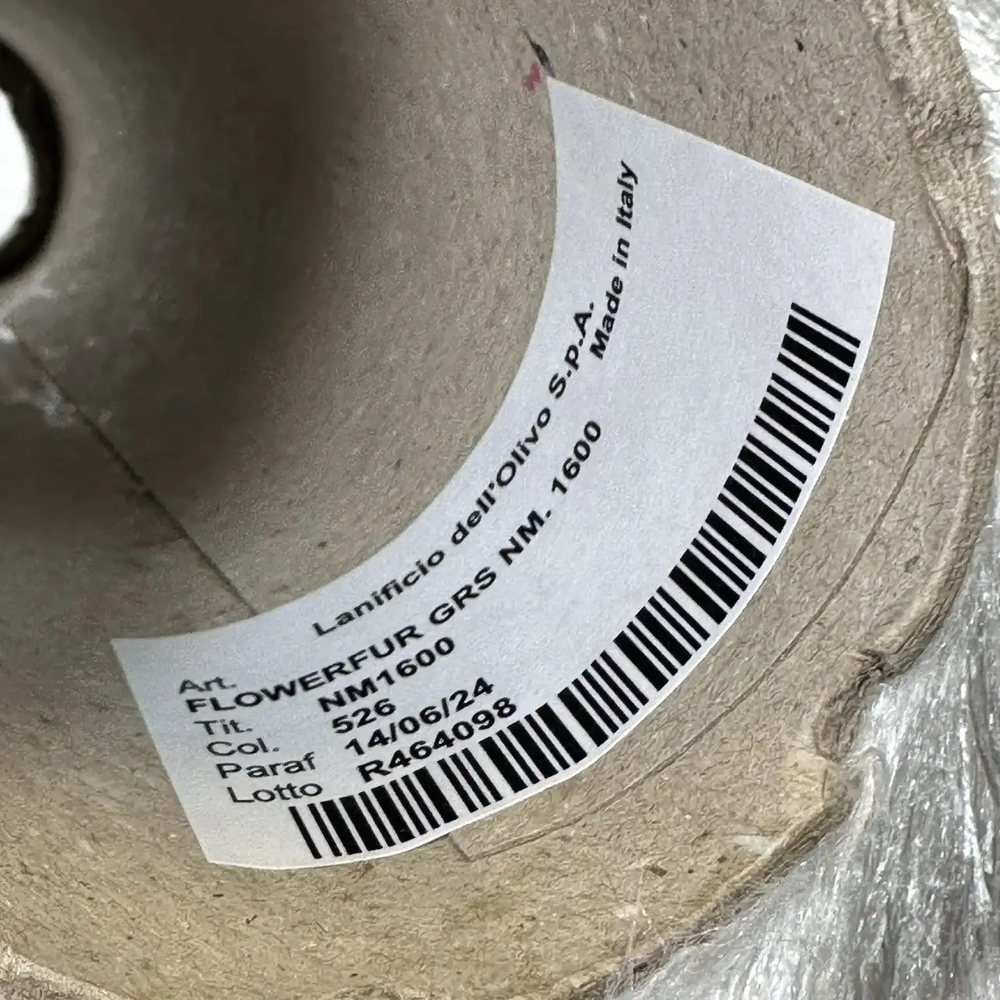 Lanificio dell'Olivo S.p.A.
Made in Italy
Art.
FLOWERFUR GRS NM. 1600
Tit. NM1600
Col. 526
Paraf 14/06/24
Lotto R464098